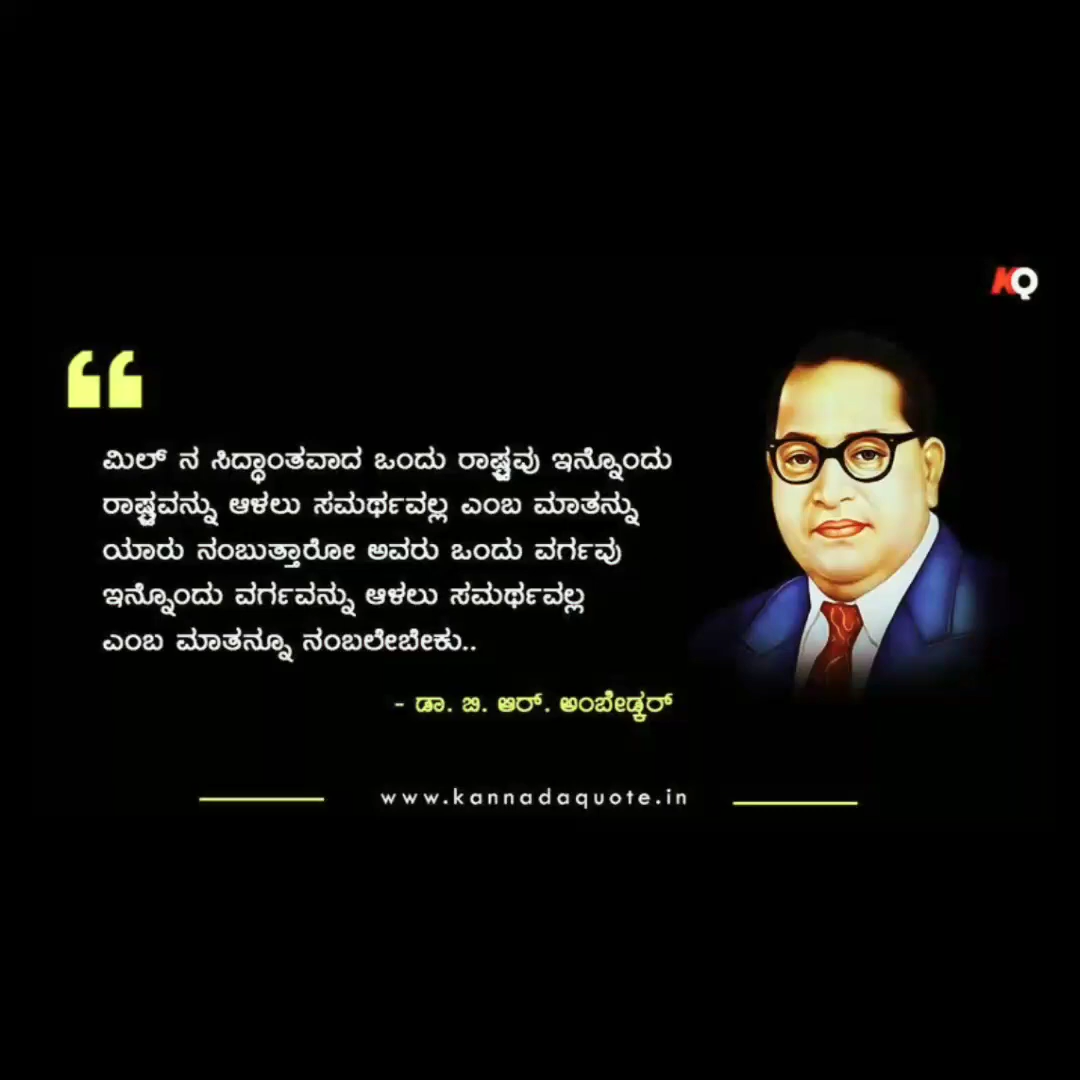 KQ
ಮಿಲ್ ನ ಸಿದ್ಧಾಂತವಾದ ಒಂದು ರಾಷ್ಟ್ರವು ಇನ್ನೊಂದು
ರಾಷ್ಟ್ರವನ್ನು ಆಳಲು ಸಮರ್ಥವಲ್ಲ ಎಂಬ ಮಾತನ್ನು
ಯಾರು ನಂಬುತ್ತಾರೋ ಅವರು ಒಂದು ವರ್ಗವು
ಇನ್ನೊಂದು ವರ್ಗವನ್ನು ಆಳಲು ಸಮರ್ಥವಲ್ಲ
ಎಂಬ ಮಾತನ್ನೂ ನಂಬಲೇಬೇಕು..
- ಡಾ. ಬಿ. ಆರ್. ಅಂಬೇಡ್ಕರ್
www.kannadaquote.in